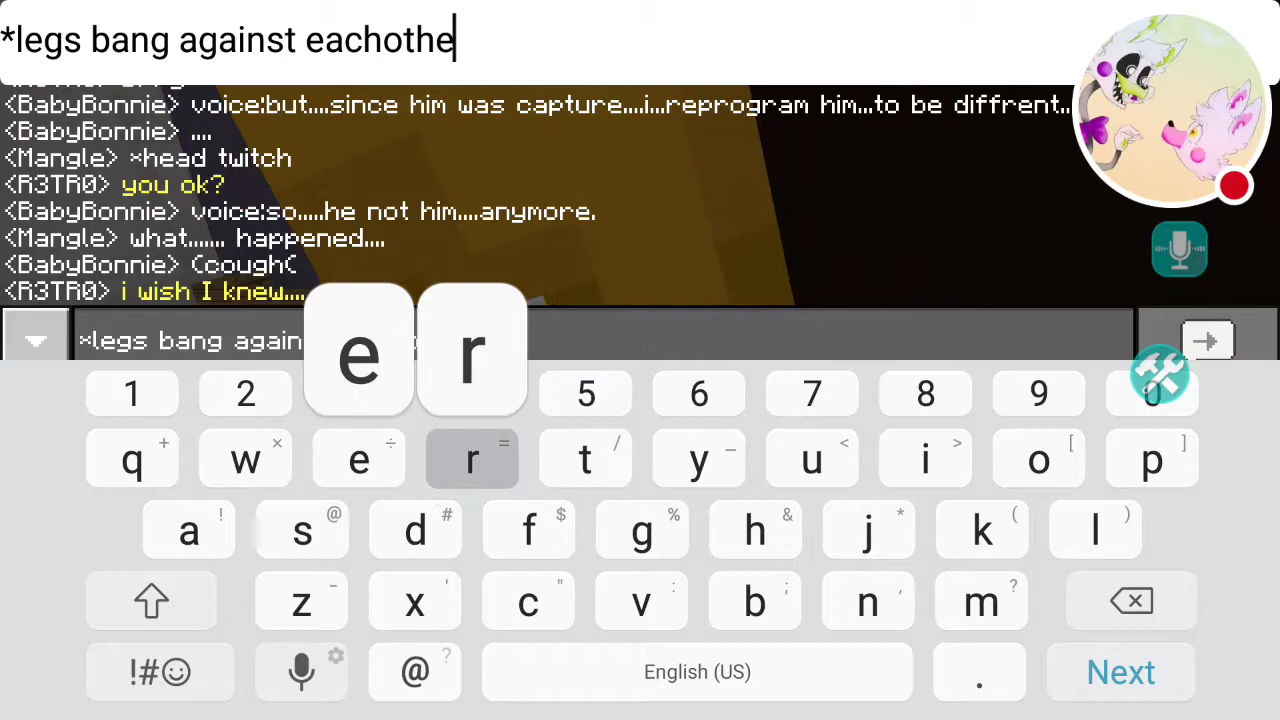 *legs bang against eachothe
<BabyBonnie> voice:but....since him was capture....i...reprogram him...to be diffrent..
<BabyBonnie> ....
<Mangle> *head twitch
<R3TR0> you ok?
<BabyBonnie> voice:so.....he not him....anymore.
<Mangle> what....... happened....
<BabyBonnie> (cough(
<R3TR0> i wish I knew....
*legs bang again
e r
1 2 5 6 7 8 9 0
q + w × e ÷ r = t / y _ u < i > o [ p ]
a ! s @ d # f $ g % h & j * k ( l )
z - x ' c " v : b ; n , m ?
!#☺ @ ? English (US) . Next